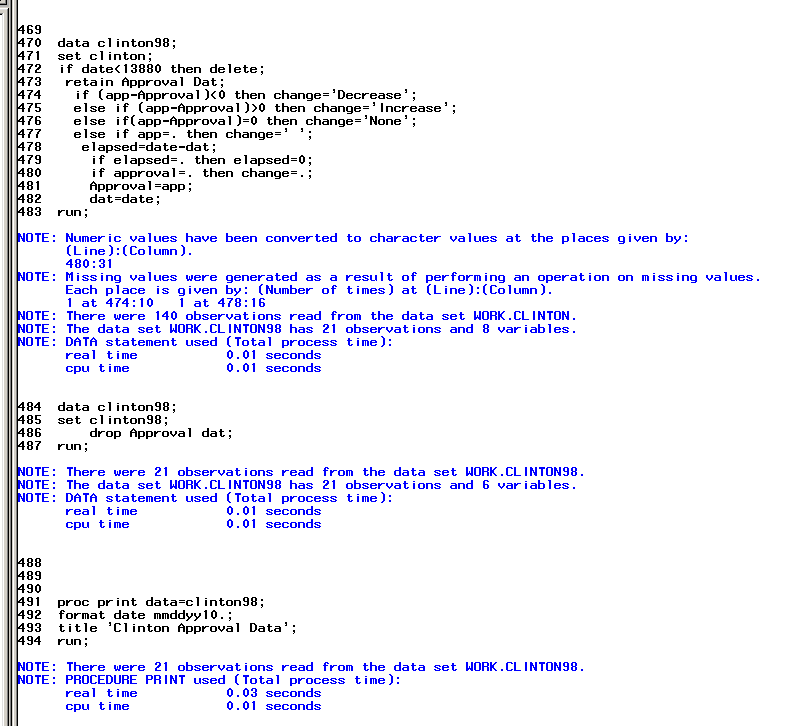 469
470  data clinton98;
471  set clinton;
472  if date<13880 then delete;
473   retain Approval Dat;
474    if (app-Approval)<0 then change='Decrease';
475    else if (app-Approval)>0 then change='Increase';
476    else if(app-Approval)=0 then change='None';
477    else if app=. then change=' ';
478     elapsed=date-dat;
479      if elapsed=. then elapsed=0;
480      if approval=. then change=.;
481      Approval=app;
482      dat=date;
483  run;
NOTE: Numeric values have been converted to character values at the places given by:
      (Line):(Column).
      480:31
NOTE: Missing values were generated as a result of performing an operation on missing values.
      Each place is given by: (Number of times) at (Line):(Column).
      1 at 474:10   1 at 478:16
NOTE: There were 140 observations read from the data set WORK.CLINTON.
NOTE: The data set WORK.CLINTON98 has 21 observations and 8 variables.
NOTE: DATA statement used (Total process time):
      real time           0.01 seconds
      cpu time            0.01 seconds
484  data clinton98;
485  set clinton98;
486      drop Approval dat;
487  run;
NOTE: There were 21 observations read from the data set WORK.CLINTON98.
NOTE: The data set WORK.CLINTON98 has 21 observations and 6 variables.
NOTE: DATA statement used (Total process time):
      real time           0.01 seconds
      cpu time            0.01 seconds
488
489
490
491  proc print data=clinton98;
492  format date mmddyy10.;
493  title 'Clinton Approval Data';
494  run;
NOTE: There were 21 observations read from the data set WORK.CLINTON98.
NOTE: PROCEDURE PRINT used (Total process time):
      real time           0.03 seconds
      cpu time            0.01 seconds